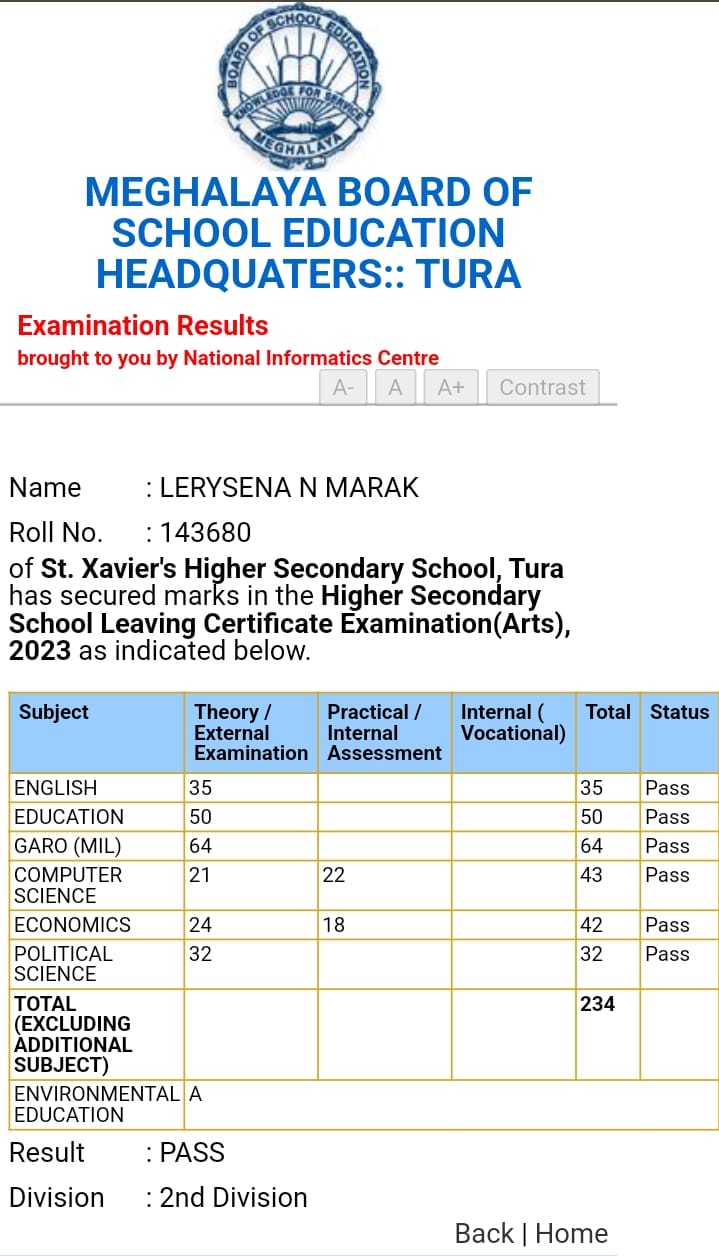 BOARD OF SCHOOL EDUCATION
KNOWLEDGE FOR SERVICE
MEGHALAYA
MEGHALAYA BOARD OF
SCHOOL EDUCATION
HEADQUATERS:: TURA
Examination Results
brought to you by National Informatics Centre
A- A A+ Contrast
Name : LERYSENA N MARAK
Roll No. : 143680
of St. Xavier's Higher Secondary School, Tura
has secured marks in the Higher Secondary
School Leaving Certificate Examination(Arts),
2023 as indicated below.
Subject Theory / Practical / Internal ( Total Status
External Internal Vocational)
Examination Assessment
ENGLISH 35 35 Pass
EDUCATION 50 50 Pass
GARO (MIL) 64 64 Pass
COMPUTER 21 22 43 Pass
SCIENCE
ECONOMICS 24 18 42 Pass
POLITICAL 32 32 Pass
SCIENCE
TOTAL 234
(EXCLUDING
ADDITIONAL
SUBJECT)
ENVIRONMENTAL A
EDUCATION
Result : PASS
Division : 2nd Division
Back | Home